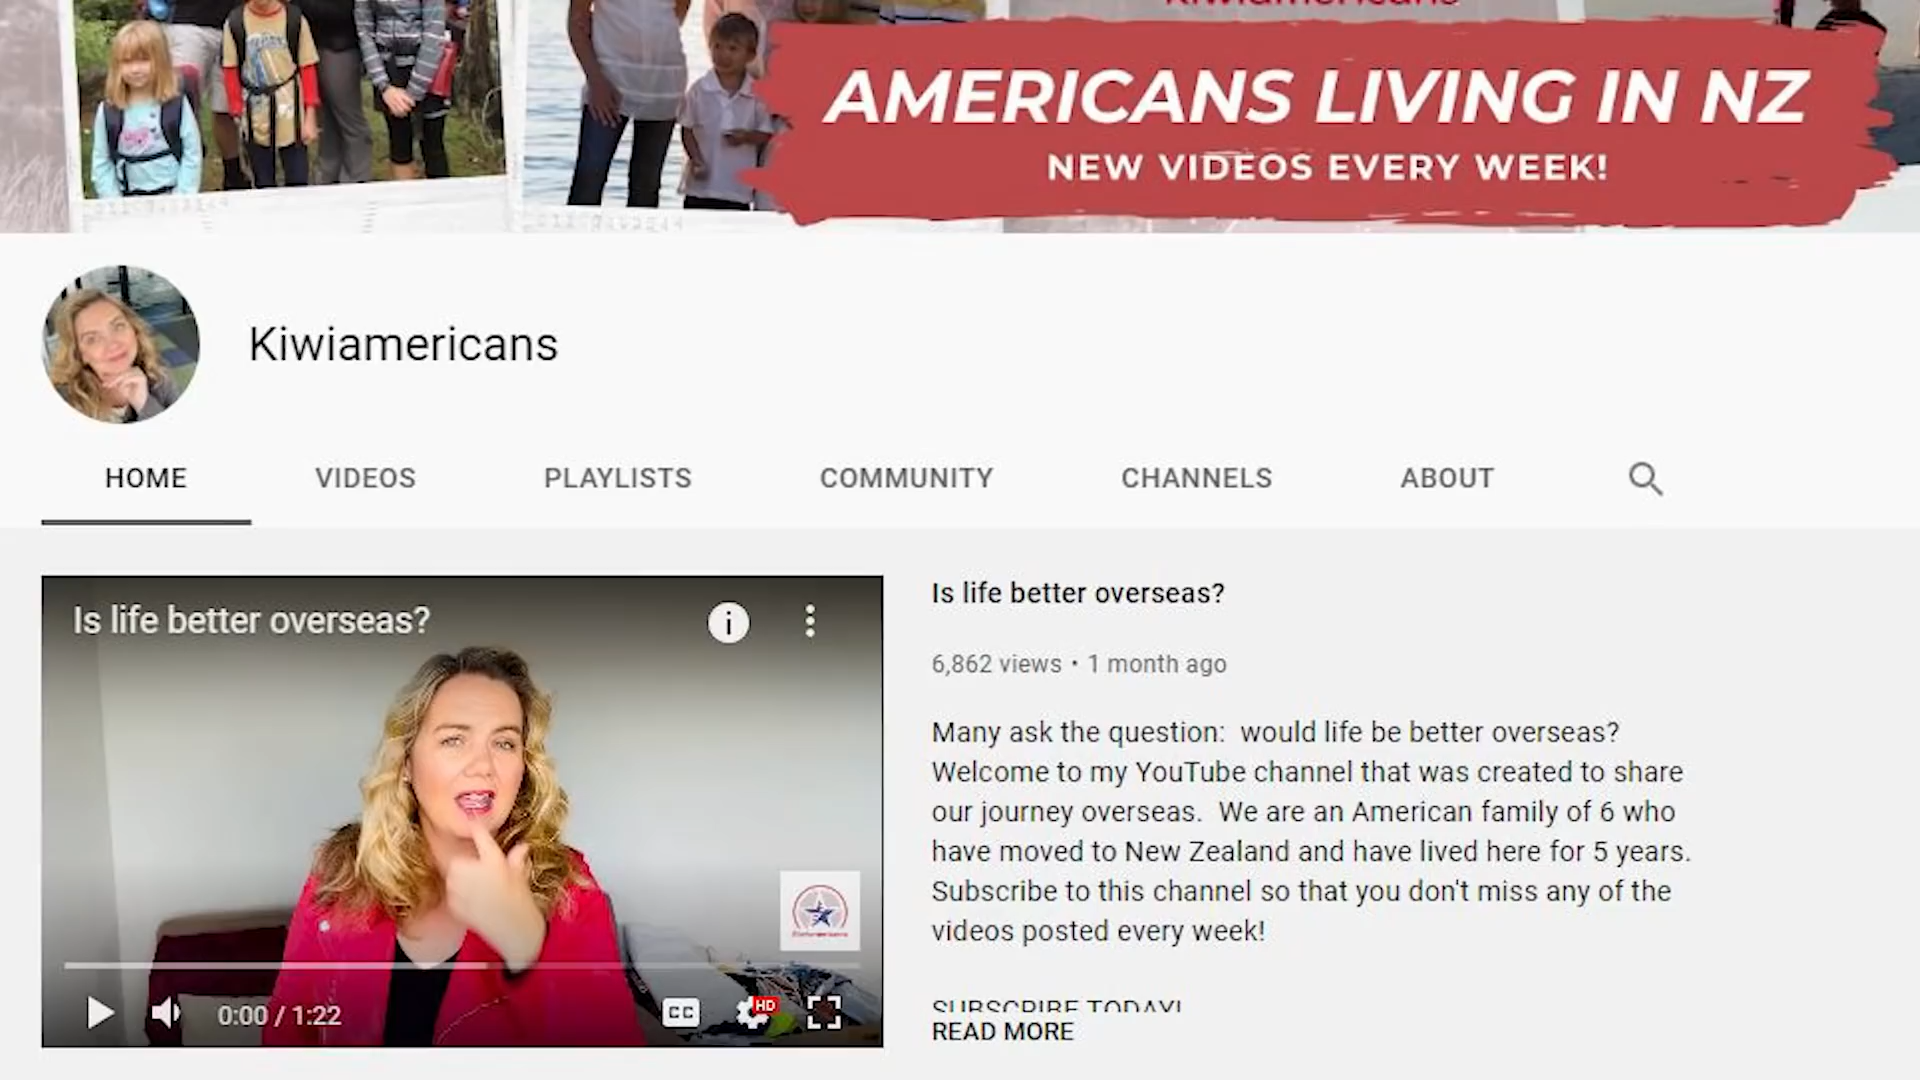 kiwiamericans
AMERICANS LIVING IN NZ
NEW VIDEOS EVERY WEEK!
Kiwiamericans
HOME
VIDEOS
PLAYLISTS
COMMUNITY
CHANNELS
ABOUT
Is life better overseas?
CC
HD
0:00 / 1:22
Is life better overseas?
6,862 views • 1 month ago
Many ask the question:  would life be better overseas?
Welcome to my YouTube channel that was created to share
our journey overseas.  We are an American family of 6 who
have moved to New Zealand and have lived here for 5 years.
Subscribe to this channel so that you don't miss any of the
videos posted every week!
SUBSCRIBE TODAY!
READ MORE